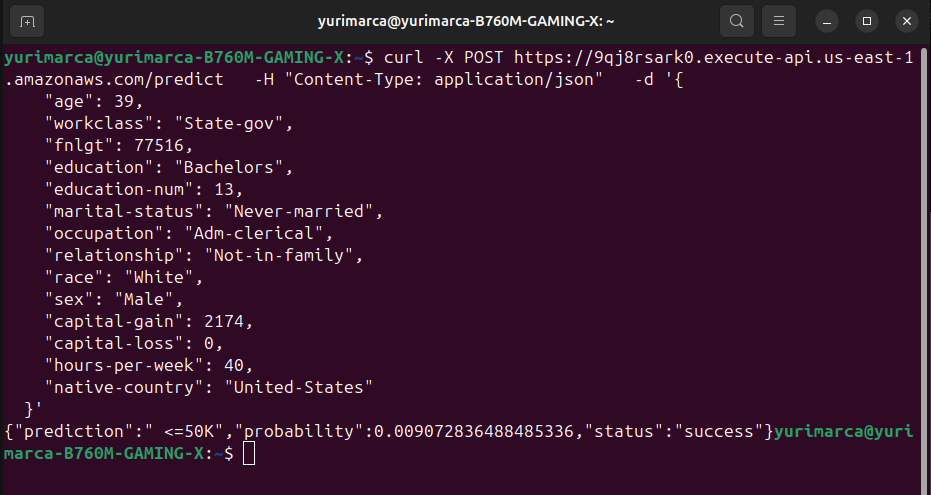 yurimarca@yurimarca-B760M-GAMING-X: ~
yurimarca@yurimarca-B760M-GAMING-X:~$ curl -X POST https://9qj8rsark0.execute-api.us-east-1
.amazonaws.com/predict   -H "Content-Type: application/json"   -d '{
    "age": 39,
    "workclass": "State-gov",
    "fnlgt": 77516,
    "education": "Bachelors",
    "education-num": 13,
    "marital-status": "Never-married",
    "occupation": "Adm-clerical",
    "relationship": "Not-in-family",
    "race": "White",
    "sex": "Male",
    "capital-gain": 2174,
    "capital-loss": 0,
    "hours-per-week": 40,
    "native-country": "United-States"
  }'
{"prediction":" <=50K","probability":0.009072836488485336,"status":"success"}yurimarca@yuri
marca-B760M-GAMING-X:~$